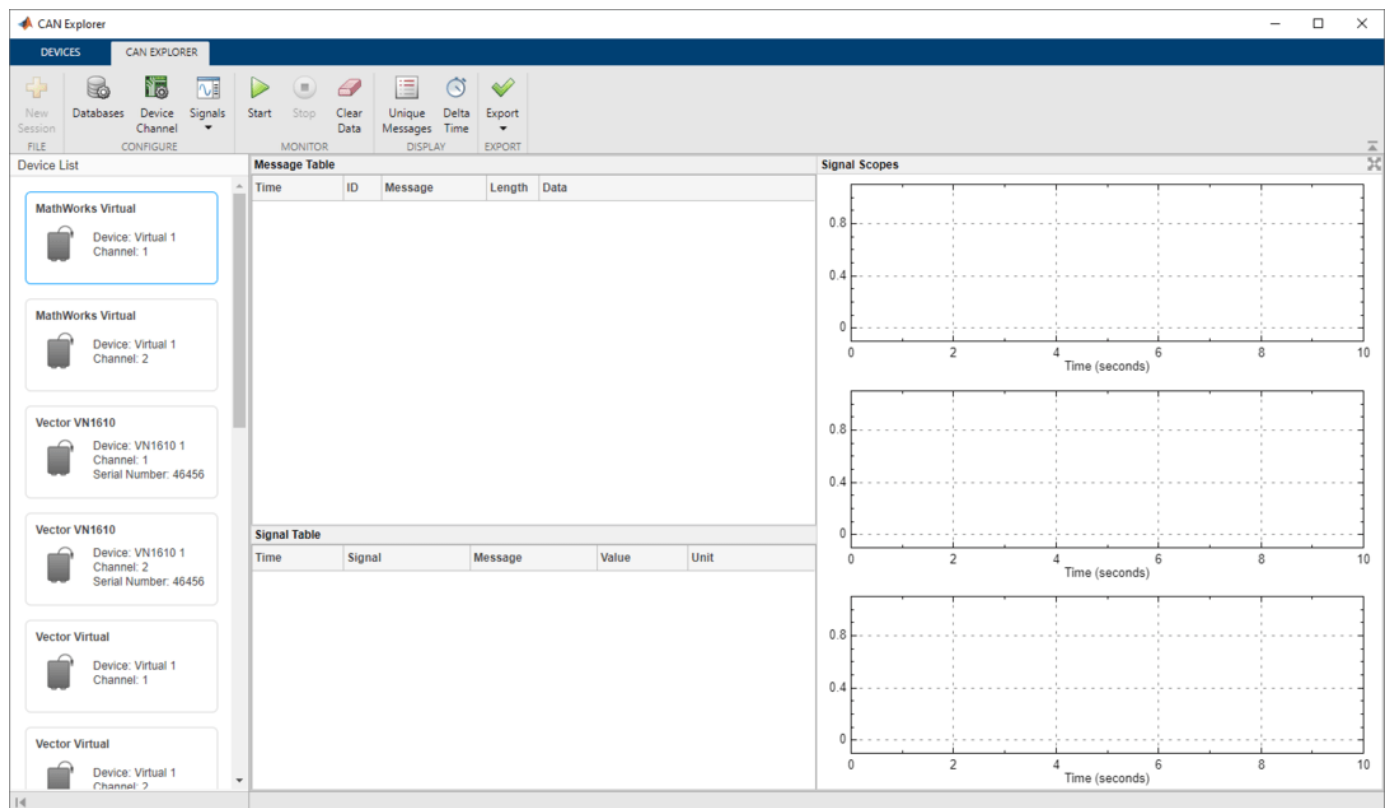 CAN Explorer
DEVICES CAN EXPLORER
New Session
Databases
Device Channel
Signals
Start
Stop
Clear Data
Unique Messages
Delta Time
Export
FILE CONFIGURE MONITOR DISPLAY EXPORT
Device List
MathWorks Virtual
Device: Virtual 1
Channel: 1
MathWorks Virtual
Device: Virtual 1
Channel: 2
Vector VN1610
Device: VN1610 1
Channel: 1
Serial Number: 46456
Vector VN1610
Device: VN1610 1
Channel: 2
Serial Number: 46456
Vector Virtual
Device: Virtual 1
Channel: 1
Vector Virtual
Device: Virtual 1
Channel: 2
Message Table
Time ID Message Length Data
Signal Table
Time Signal Message Value Unit
Signal Scopes
0.8
0.4
0
0 2 4 6 8 10
Time (seconds)
0.8
0.4
0
0 2 4 6 8 10
Time (seconds)
0.8
0.4
0
0 2 4 6 8 10
Time (seconds)